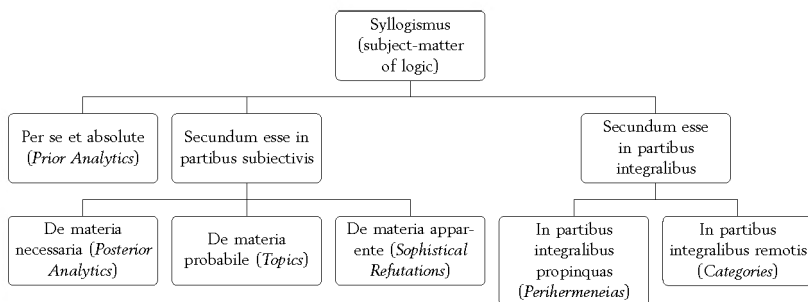 Syllogismus
(subject-matter
of logic)
Per se et absolute
(Prior Analytics)
Secundum esse in
partibus subiectivis
Secundum esse
in partibus
integralibus
De materia
necessaria (Posterior
Analytics)
De materia
probabile (Topics)
De materia appar-
ente (Sophistical
Refutations)
In partibus
integralibus
propinquas
(Perihermeneias)
In partibus
integralibus remotis
(Categories)